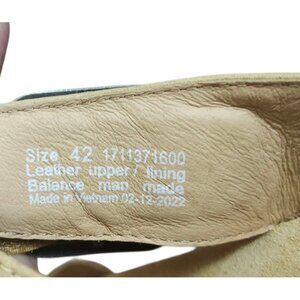 Size 42 1711371600
Leather upper / lining
Balance man made
Made in Vietnam 02-12-2022